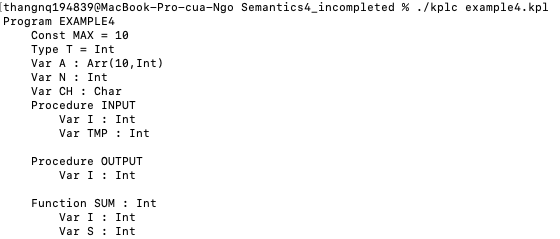 [thangnq194839@MacBook-Pro-cua-Ngo Semantics4_incompleted % ./kplc example4.kpl
Program EXAMPLE4
    Const MAX = 10
    Type T = Int
    Var A : Arr(10,Int)
    Var N : Int
    Var CH : Char
    Procedure INPUT
        Var I : Int
        Var TMP : Int

    Procedure OUTPUT
        Var I : Int

    Function SUM : Int
        Var I : Int
        Var S : Int